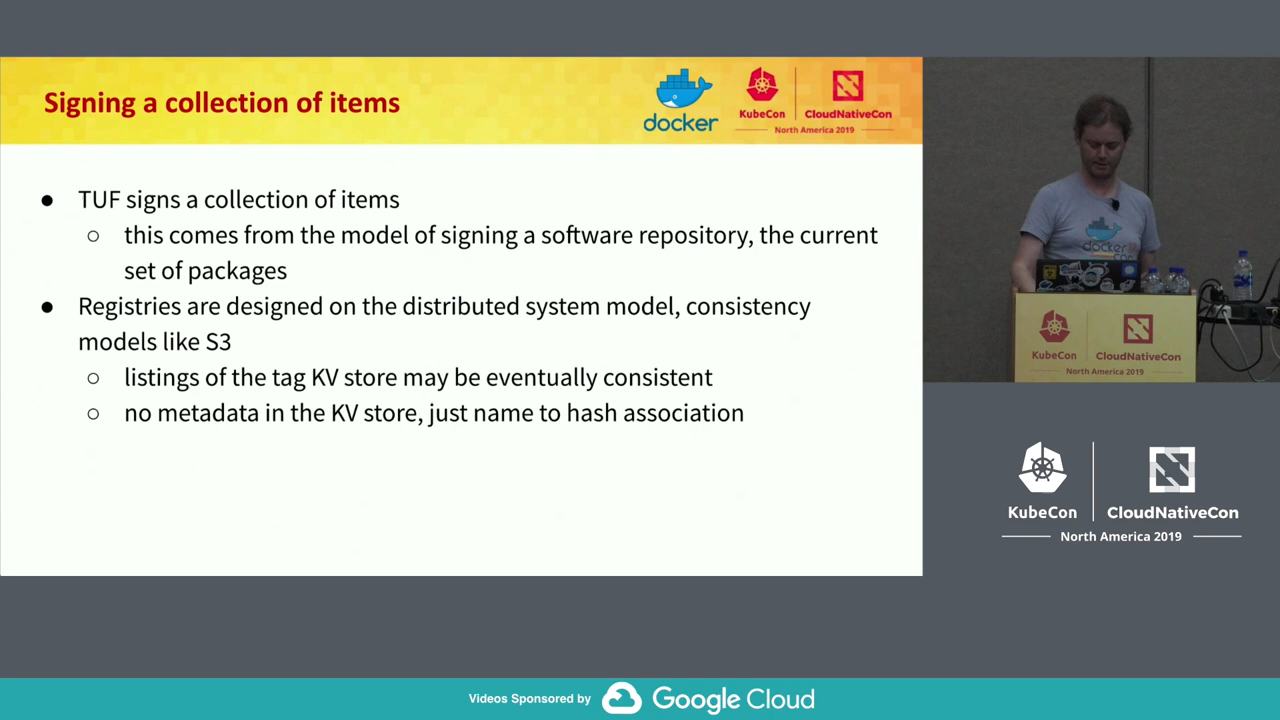 Signing a collection of items
docker
KubeCon
CloudNativeCon
North America 2019
● TUF signs a collection of items
○ this comes from the model of signing a software repository, the current
set of packages
● Registries are designed on the distributed system model, consistency
models like S3
○ listings of the tag KV store may be eventually consistent
○ no metadata in the KV store, just name to hash association
docker
KubeCon
CloudNativeCon
North America 2019
KubeCon
CloudNativeCon
North America 2019
Videos Sponsored by
Google Cloud